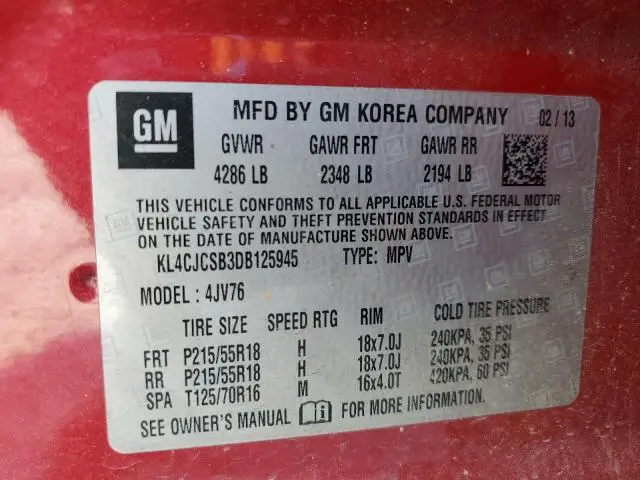 GM MFD BY GM KOREA COMPANY 02/13
GVWR GAWR FRT GAWR RR
4286 LB 2348 LB 2194 LB
THIS VEHICLE CONFORMS TO ALL APPLICABLE U.S. FEDERAL MOTOR
VEHICLE SAFETY AND THEFT PREVENTION STANDARDS IN EFFECT
ON THE DATE OF MANUFACTURE SHOWN ABOVE.
KL4CJCSB3DB125945 TYPE: MPV
MODEL: 4JV76
TIRE SIZE SPEED RTG RIM COLD TIRE PRESSURE
FRT P215/55R18 H 18x7.0J 240KPA, 35 PSI
RR P215/55R18 H 18x7.0J 240KPA, 35 PSI
SPA T125/70R16 M 16x4.0T 420KPA, 60 PSI
SEE OWNER'S MANUAL i FOR MORE INFORMATION.